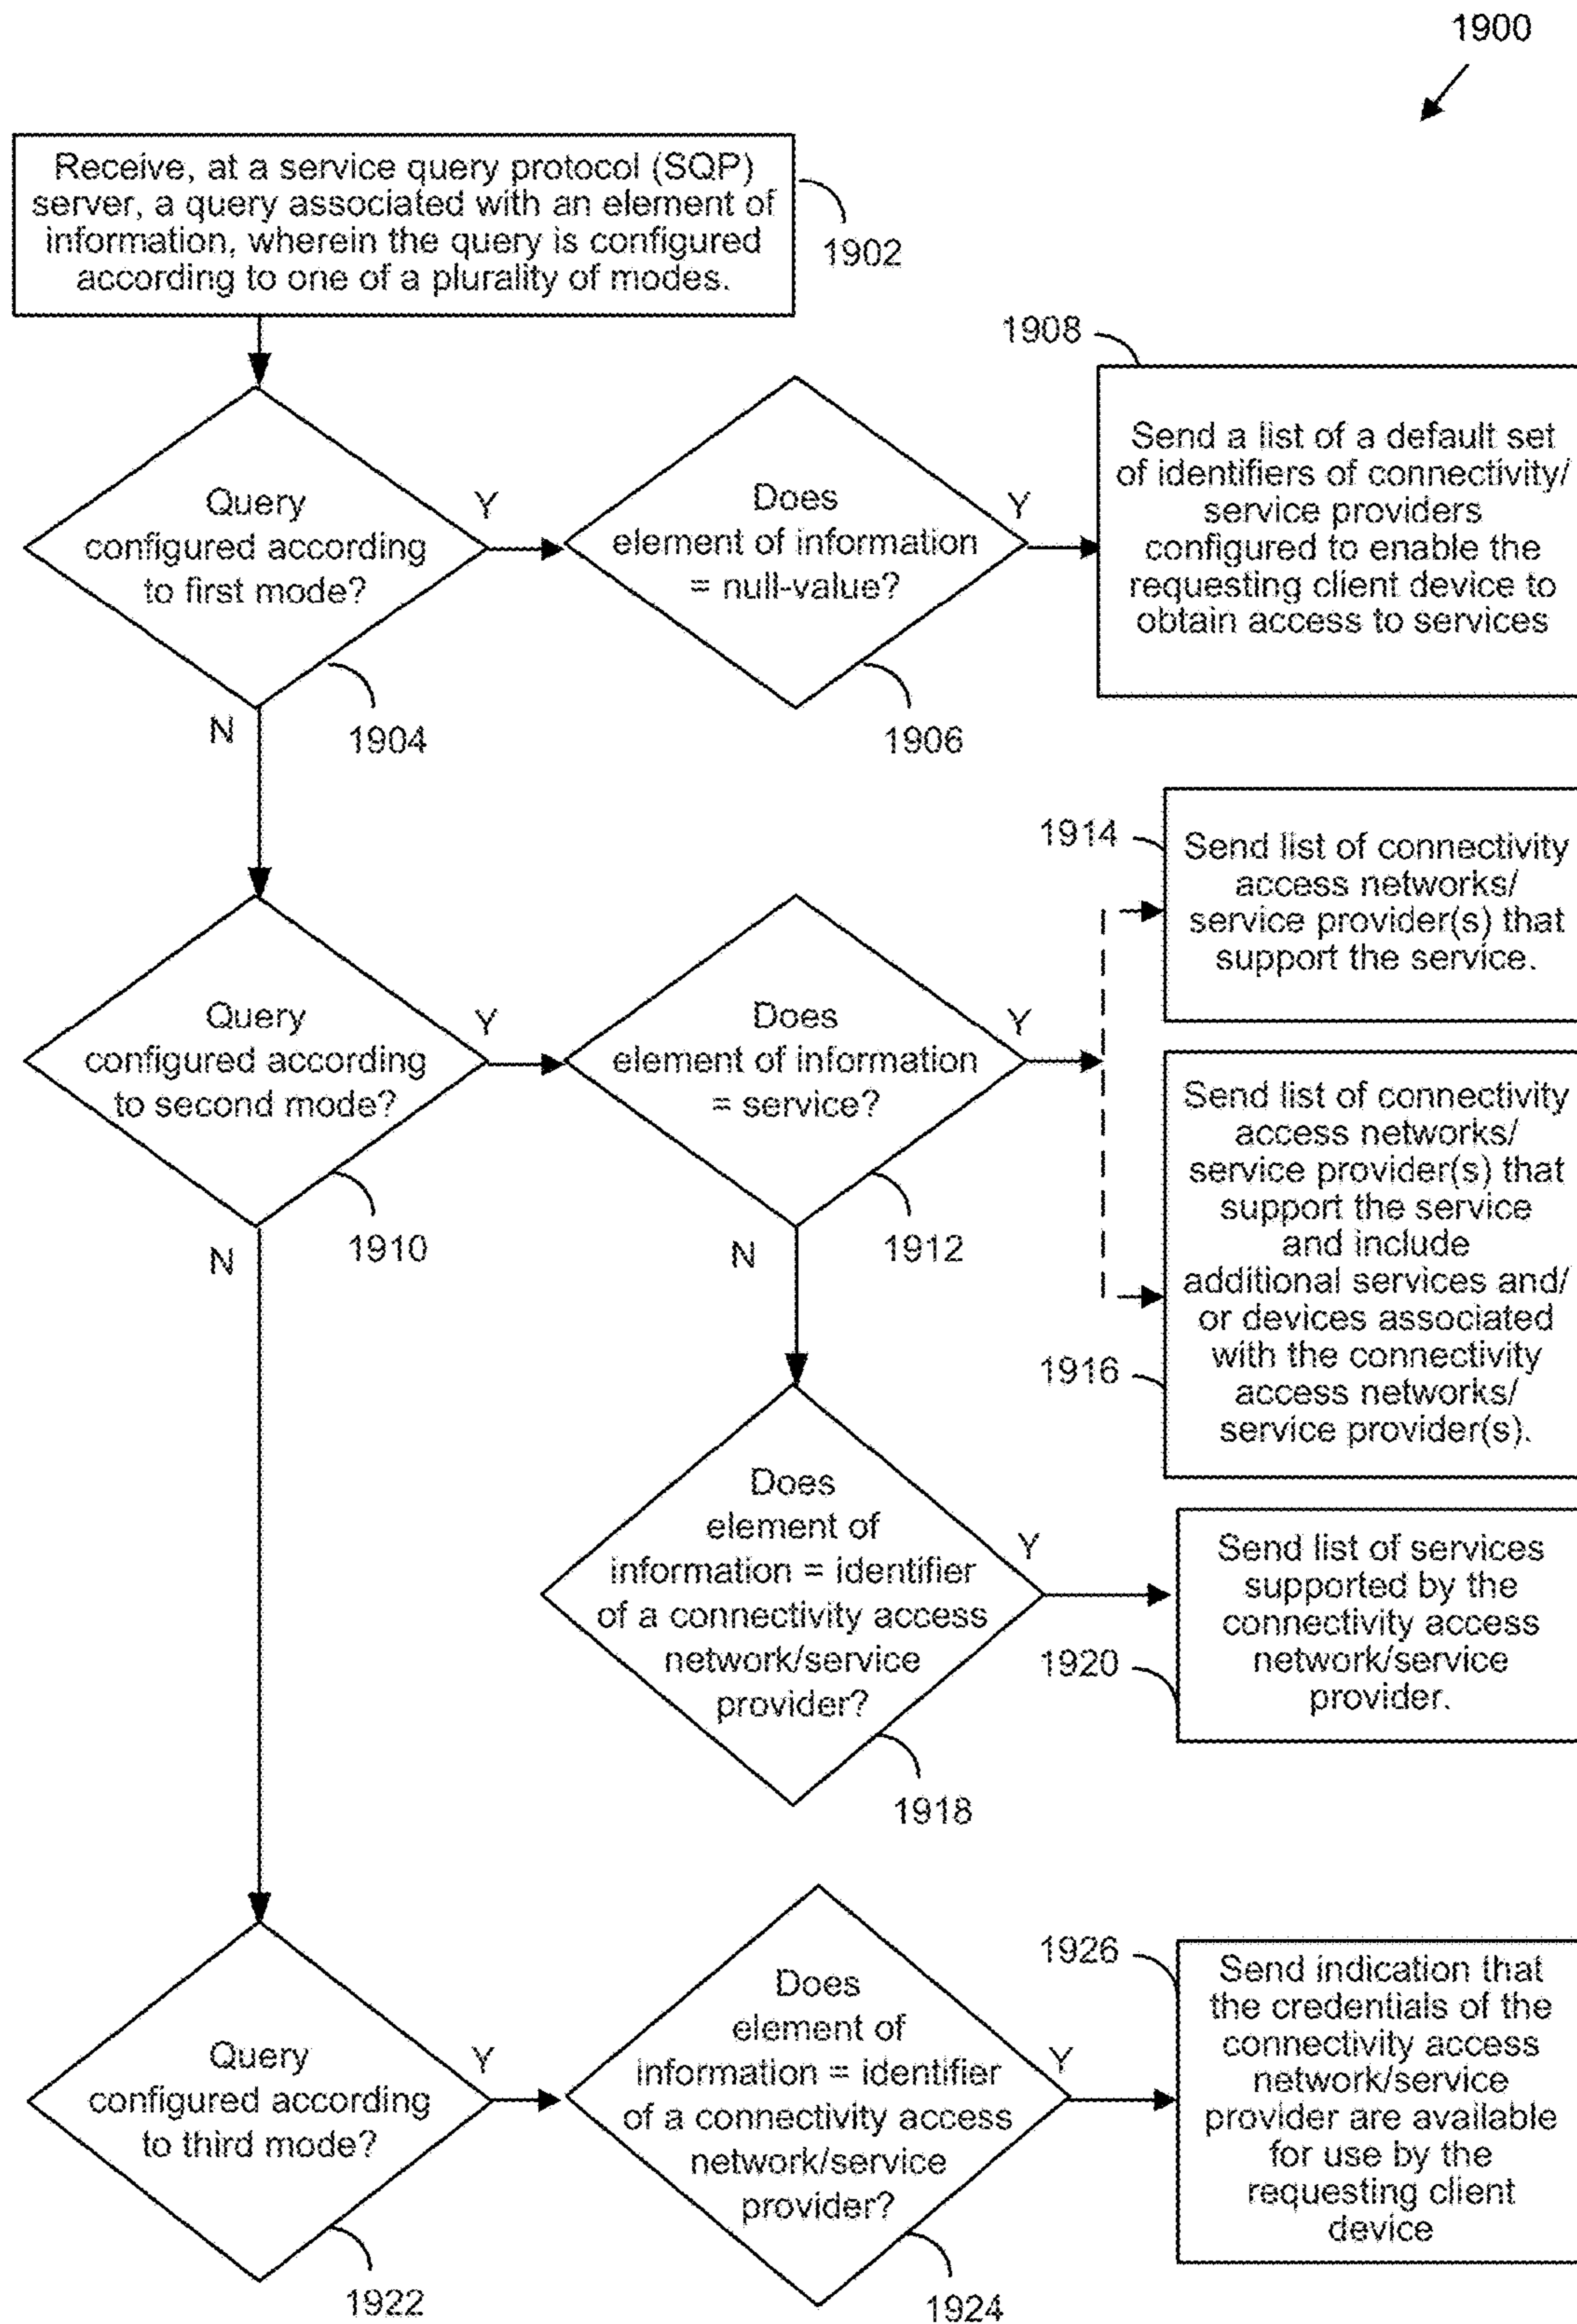 1900
Receive, at a service query protocol (SQP)
server, a query associated with an element of
information, wherein the query is configured
according to one of a plurality of modes.
1902
Query
configured according
to first mode?
Y
N
1904
Does
element of information
= null-value?
Y
1906
1908
Send a list of a default set
of identifiers of connectivity/
service providers
configured to enable the
requesting client device to
obtain access to services
Query
configured according
to second mode?
Y
N
1910
Does
element of information
= service?
Y
N
1912
1914
Send list of connectivity
access networks/
service provider(s) that
support the service.
1916
Send list of connectivity
access networks/
service provider(s) that
support the service
and include
additional services and/
or devices associated
with the connectivity
access networks/
service provider(s).
Does
element of
information = identifier
of a connectivity access
network/service
provider?
Y
1918
1920
Send list of services
supported by the
connectivity access
network/service
provider.
Query
configured according
to third mode?
Y
1922
Does
element of
information = identifier
of a connectivity access
network/service
provider?
Y
1924
1926
Send indication that
the credentials of the
connectivity access
network/service
provider are available
for use by the
requesting client
device